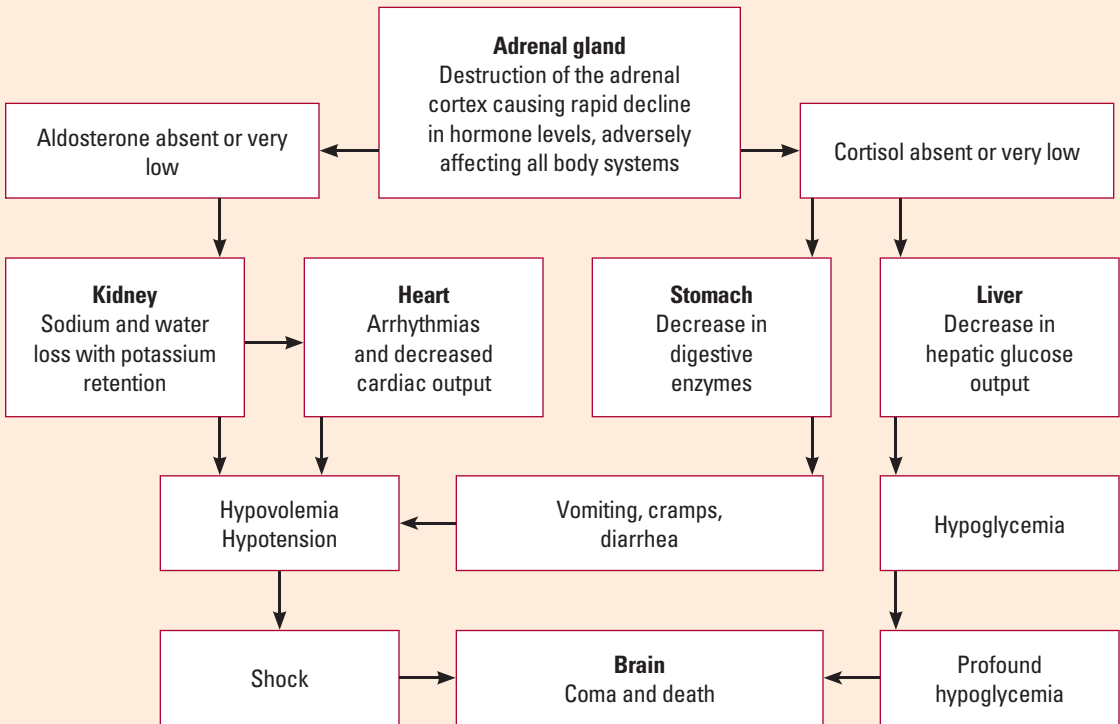 Adrenal gland
Destruction of the adrenal
cortex causing rapid decline
in hormone levels, adversely
affecting all body systems
Aldosterone absent or very
low
Cortisol absent or very low
Kidney
Sodium and water
loss with potassium
retention
Heart
Arrhythmias
and decreased
cardiac output
Stomach
Decrease in
digestive
enzymes
Liver
Decrease in
hepatic glucose
output
Hypovolemia
Hypotension
Vomiting, cramps,
diarrhea
Hypoglycemia
Shock
Brain
Coma and death
Profound
hypoglycemia